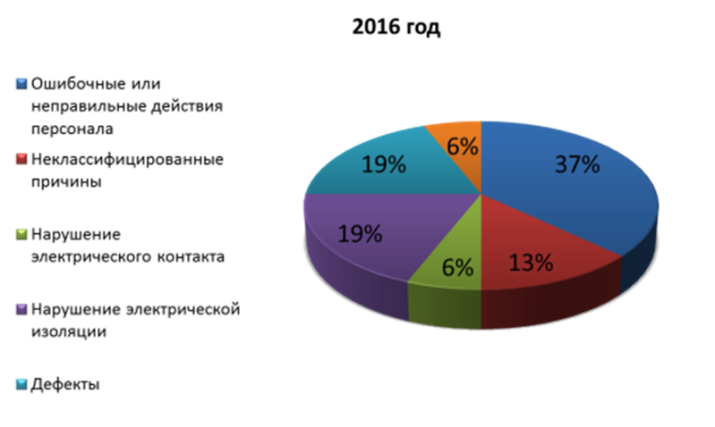 2016 год
Ошибочные или
неправильные действия
персонала
Неклассифицированные
причины
Нарушение
электрического контакта
Нарушение электрической
изоляции
Дефекты
37%
13%
6%
19%
19%
6%